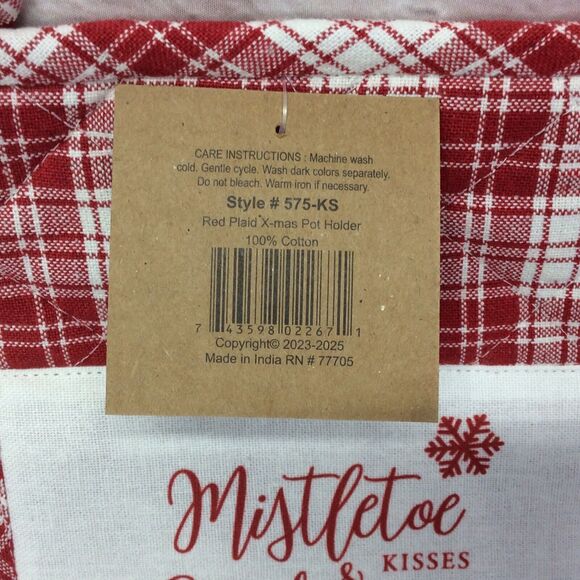 CARE INSTRUCTIONS : Machine wash
cold. Gentle cycle. Wash dark colors separately.
Do not bleach. Warm iron if necessary.
Style # 575-KS
Red Plaid X-mas Pot Holder
100% Cotton
7 43598 02267 1
Copyright© 2023-2025
Made in India RN # 77705
Mistletoe
KISSES
&